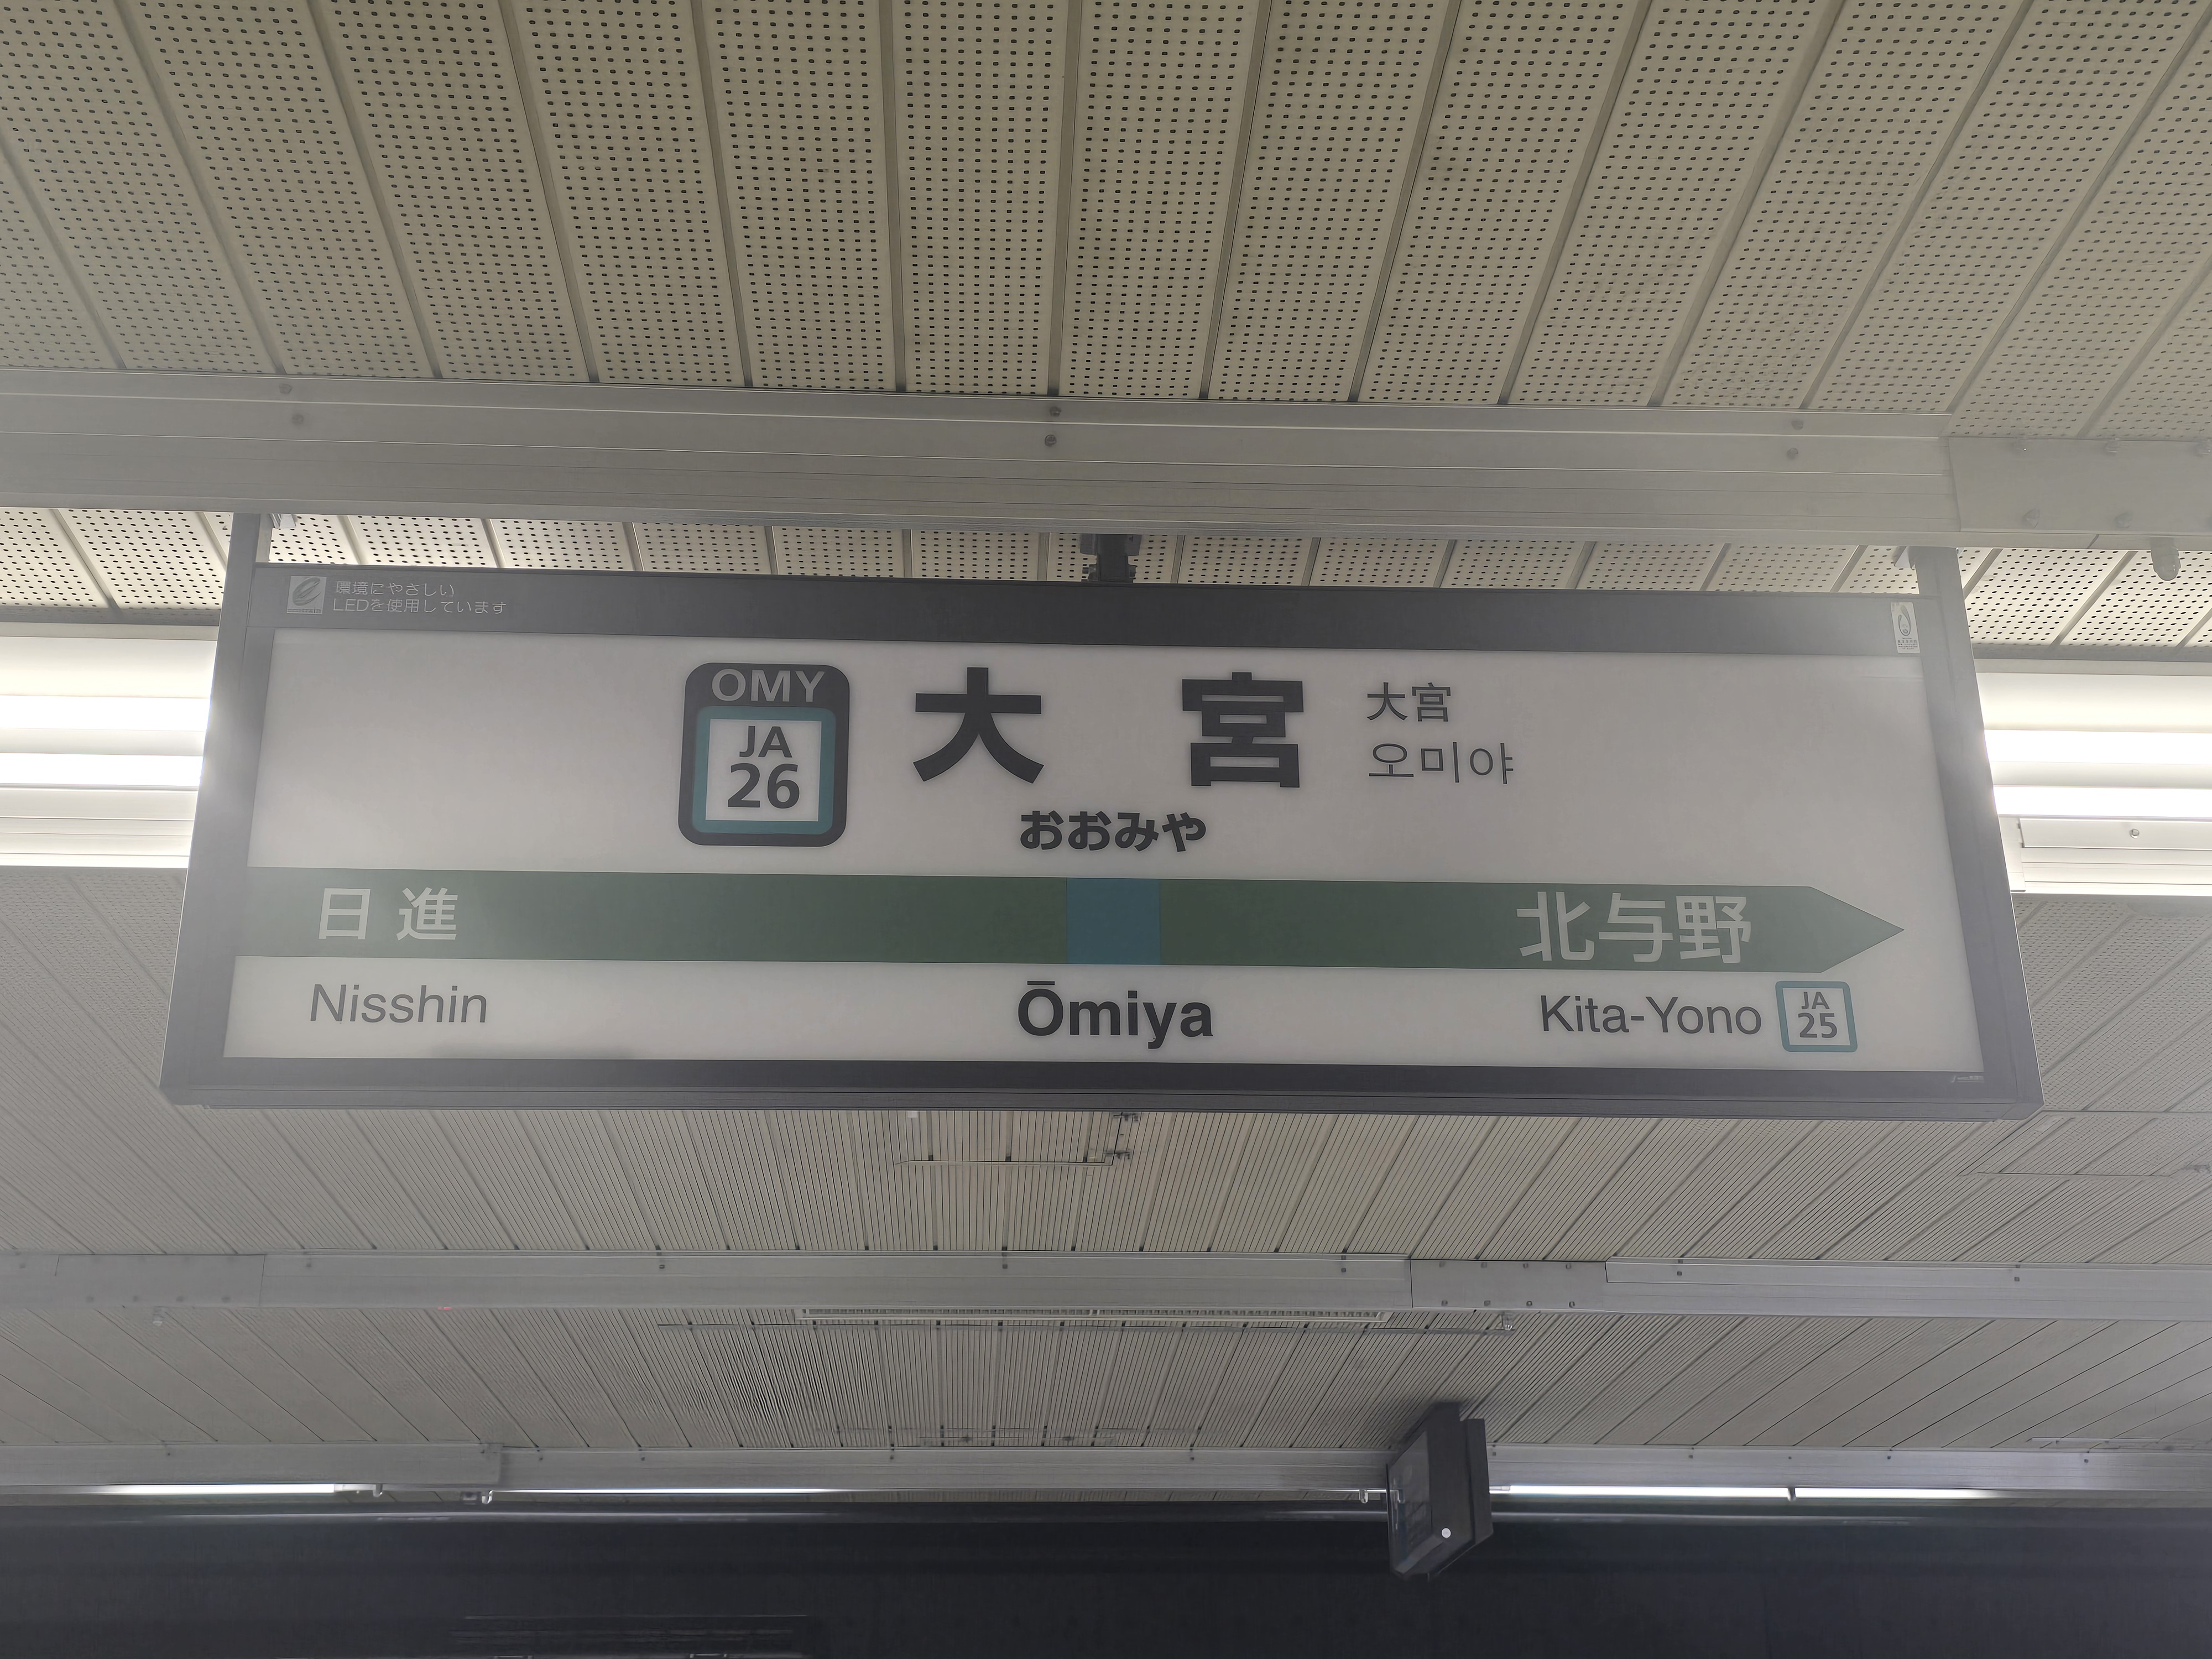 環境にやさしい
LEDを使用しています
OMY
JA
26
大宮
おおみや
大宫
오미야
日進
北与野
Nisshin
Ōmiya
Kita-Yono
JA
25